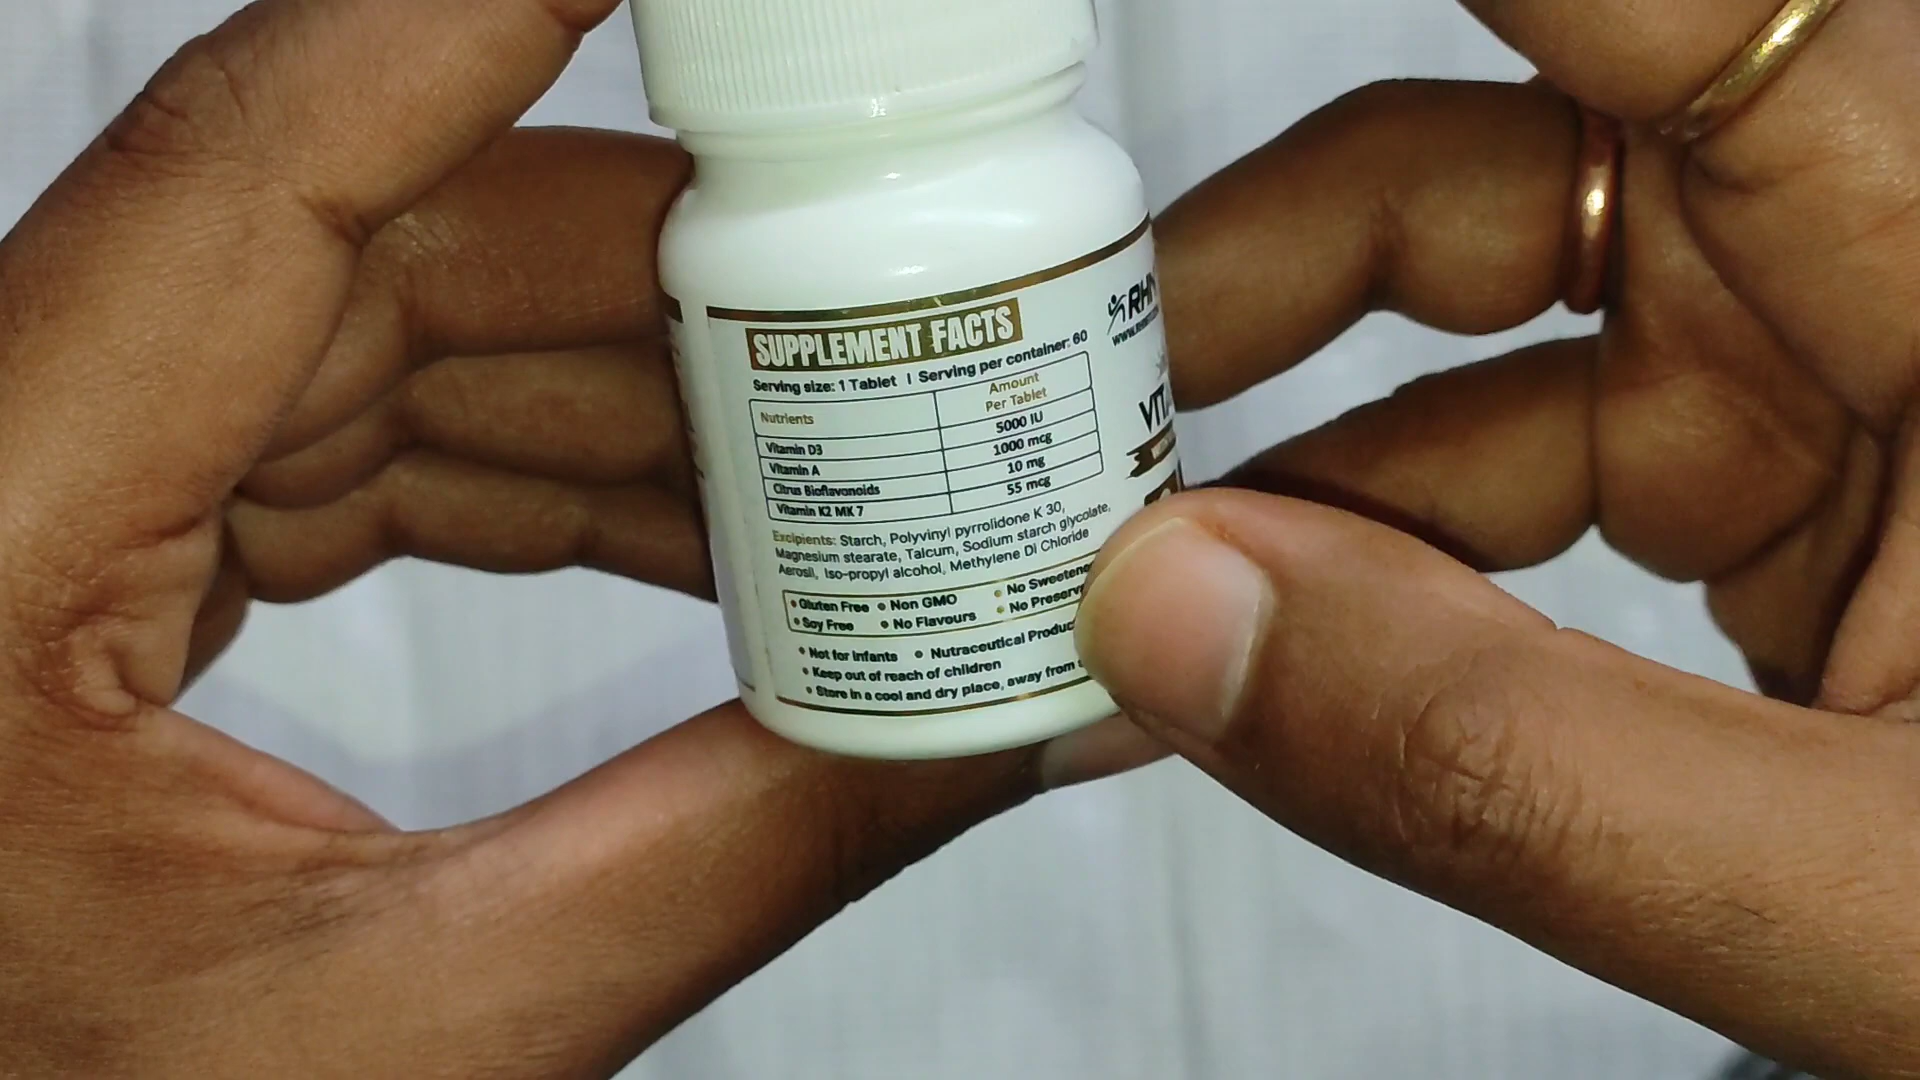 SUPPLEMENT FACTS
Serving size: 1 Tablet | Serving per container: 60
Nutrients
Amount
Per Tablet
Vitamin D3 5000 IU
Vitamin A 1000 mcg
Citrus Bioflavonoids 10 mg
Vitamin K2 MK 7 55 mcg
Excipients: Starch, Polyvinyl pyrrolidone K 30,
Magnesium stearate, Talcum, Sodium starch glycolate,
Aerosil, Iso-propyl alcohol, Methylene Di Chloride
• Gluten Free • Non GMO • No
• Soy Free • No Flavours • No
• Not for Infants • Nutraceutical
• Keep out of reach of children
• Store in a cool and dry place, away from